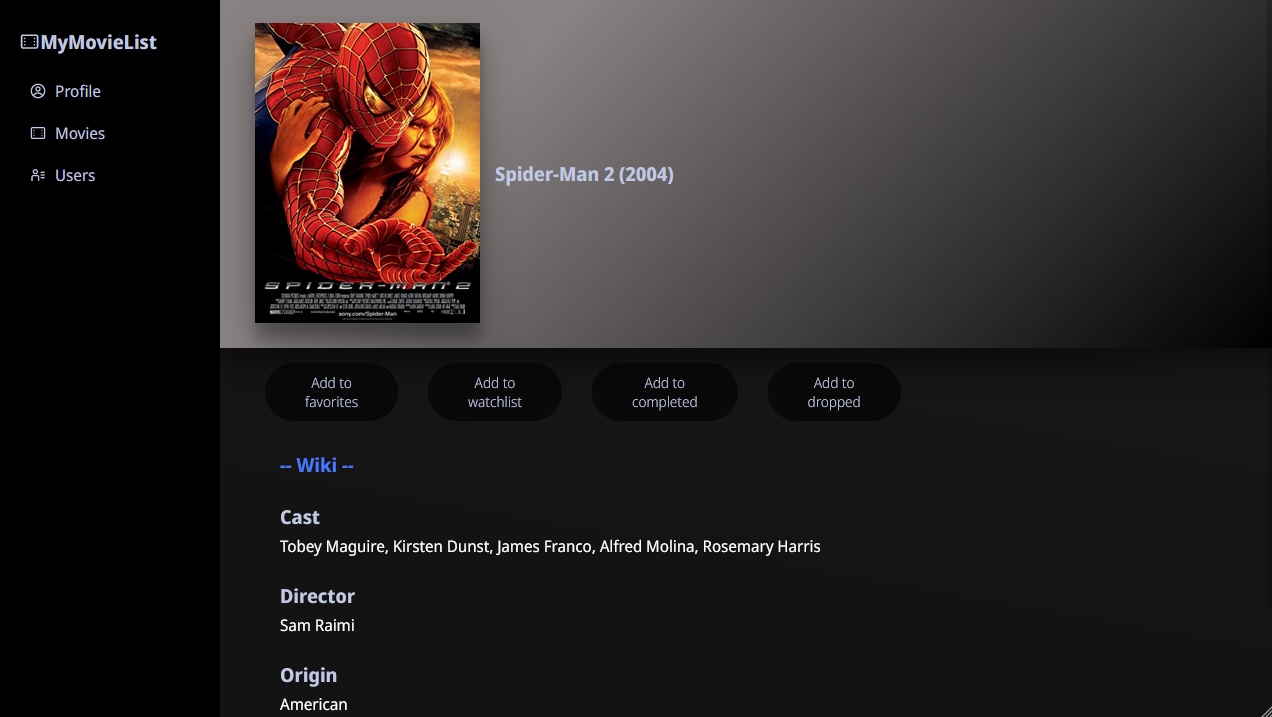 MyMovieList
Profile
Movies
Users
SPIDER-MAN 2
sony.com/Spider-Man
Spider-Man 2 (2004)
Add to
favorites
Add to
watchlist
Add to
completed
Add to
dropped
-- Wiki --
Cast
Tobey Maguire, Kirsten Dunst, James Franco, Alfred Molina, Rosemary Harris
Director
Sam Raimi
Origin
American